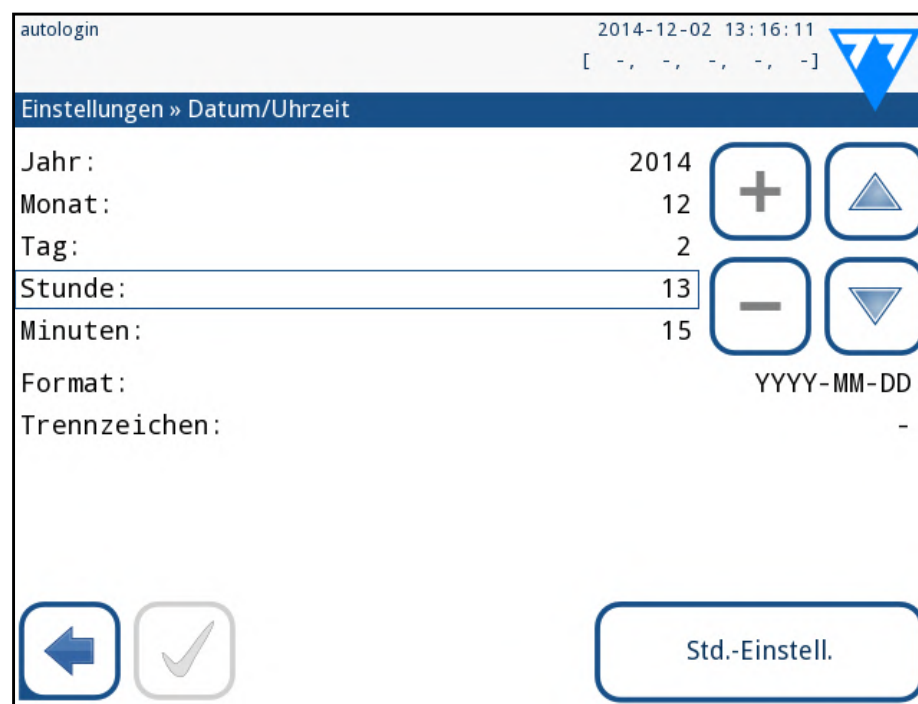 autologin
2014-12-02 13:16:11
[ -, -, -, -, -]
Einstellungen » Datum/Uhrzeit
Jahr: 2014
Monat: 12
Tag: 2
Stunde: 13
Minuten: 15
Format: YYYY-MM-DD
Trennzeichen: -
Std.-Einstell.